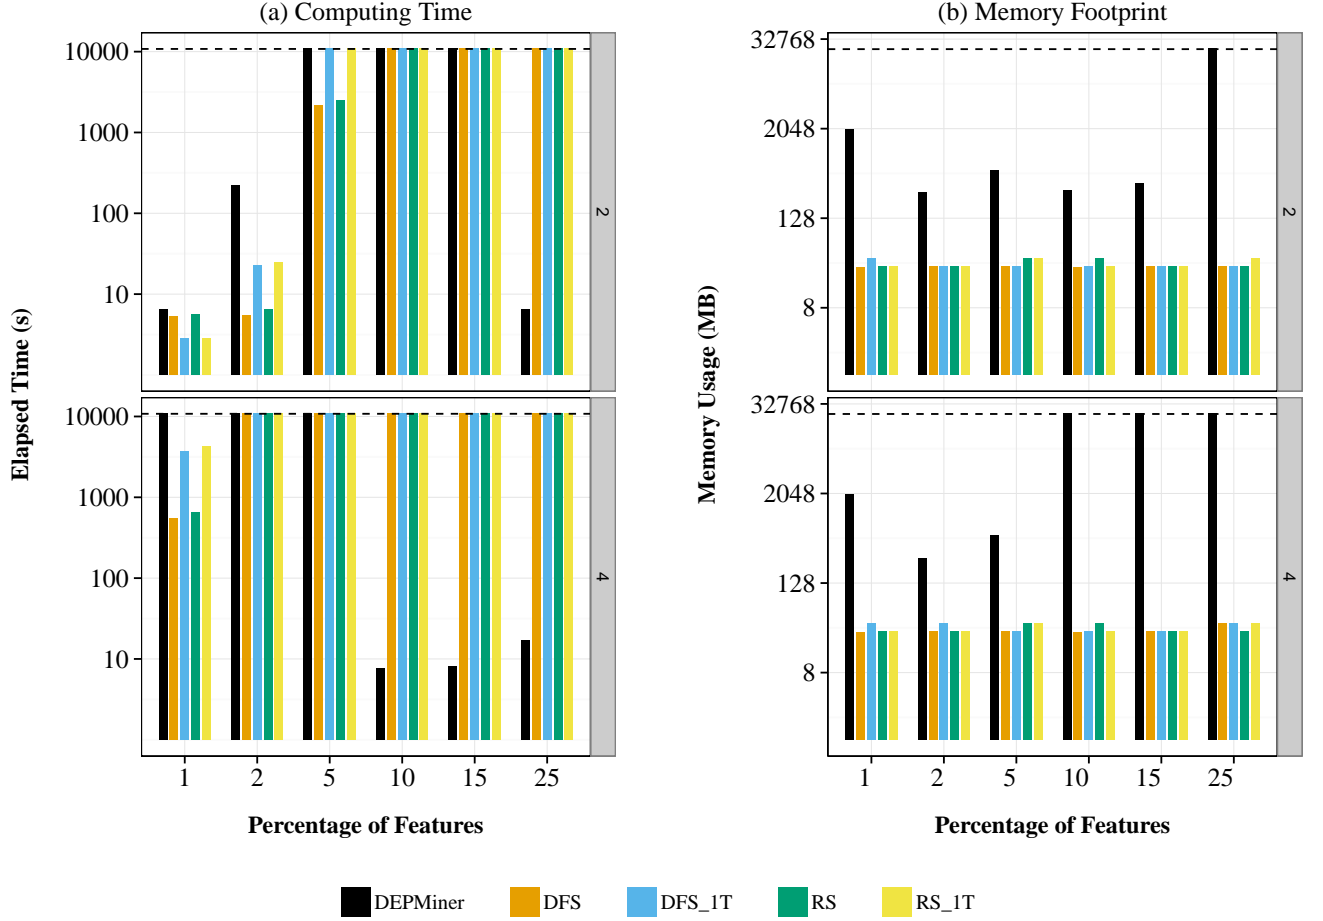 (a) Computing Time
(b) Memory Footprint
Elapsed Time (s)
10000
1000
100
10
2
10000
1000
100
10
4
1 2 5 10 15 25
Percentage of Features
Memory Usage (MB)
32768
2048
128
8
2
32768
2048
128
8
4
1 2 5 10 15 25
Percentage of Features
DEPMiner DFS DFS_1T RS RS_1T